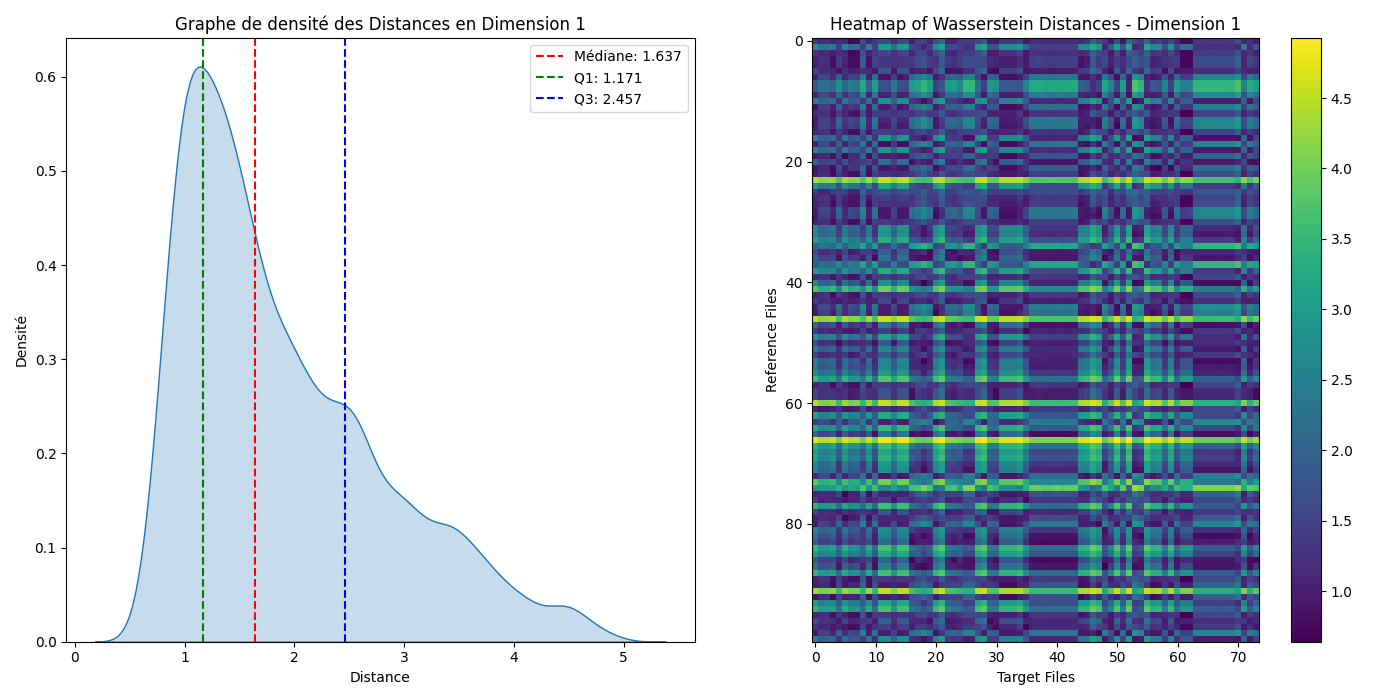 Graphe de densité des Distances en Dimension 1
Médiane: 1.637
Q1: 1.171
Q3: 2.457
0.6
0.5
0.4
0.3
0.2
0.1
0.0
Densité
0 1 2 3 4 5
Distance
Heatmap of Wasserstein Distances - Dimension 1
0
20
40
60
80
Reference Files
0 10 20 30 40 50 60 70
Target Files
4.5
4.0
3.5
3.0
2.5
2.0
1.5
1.0